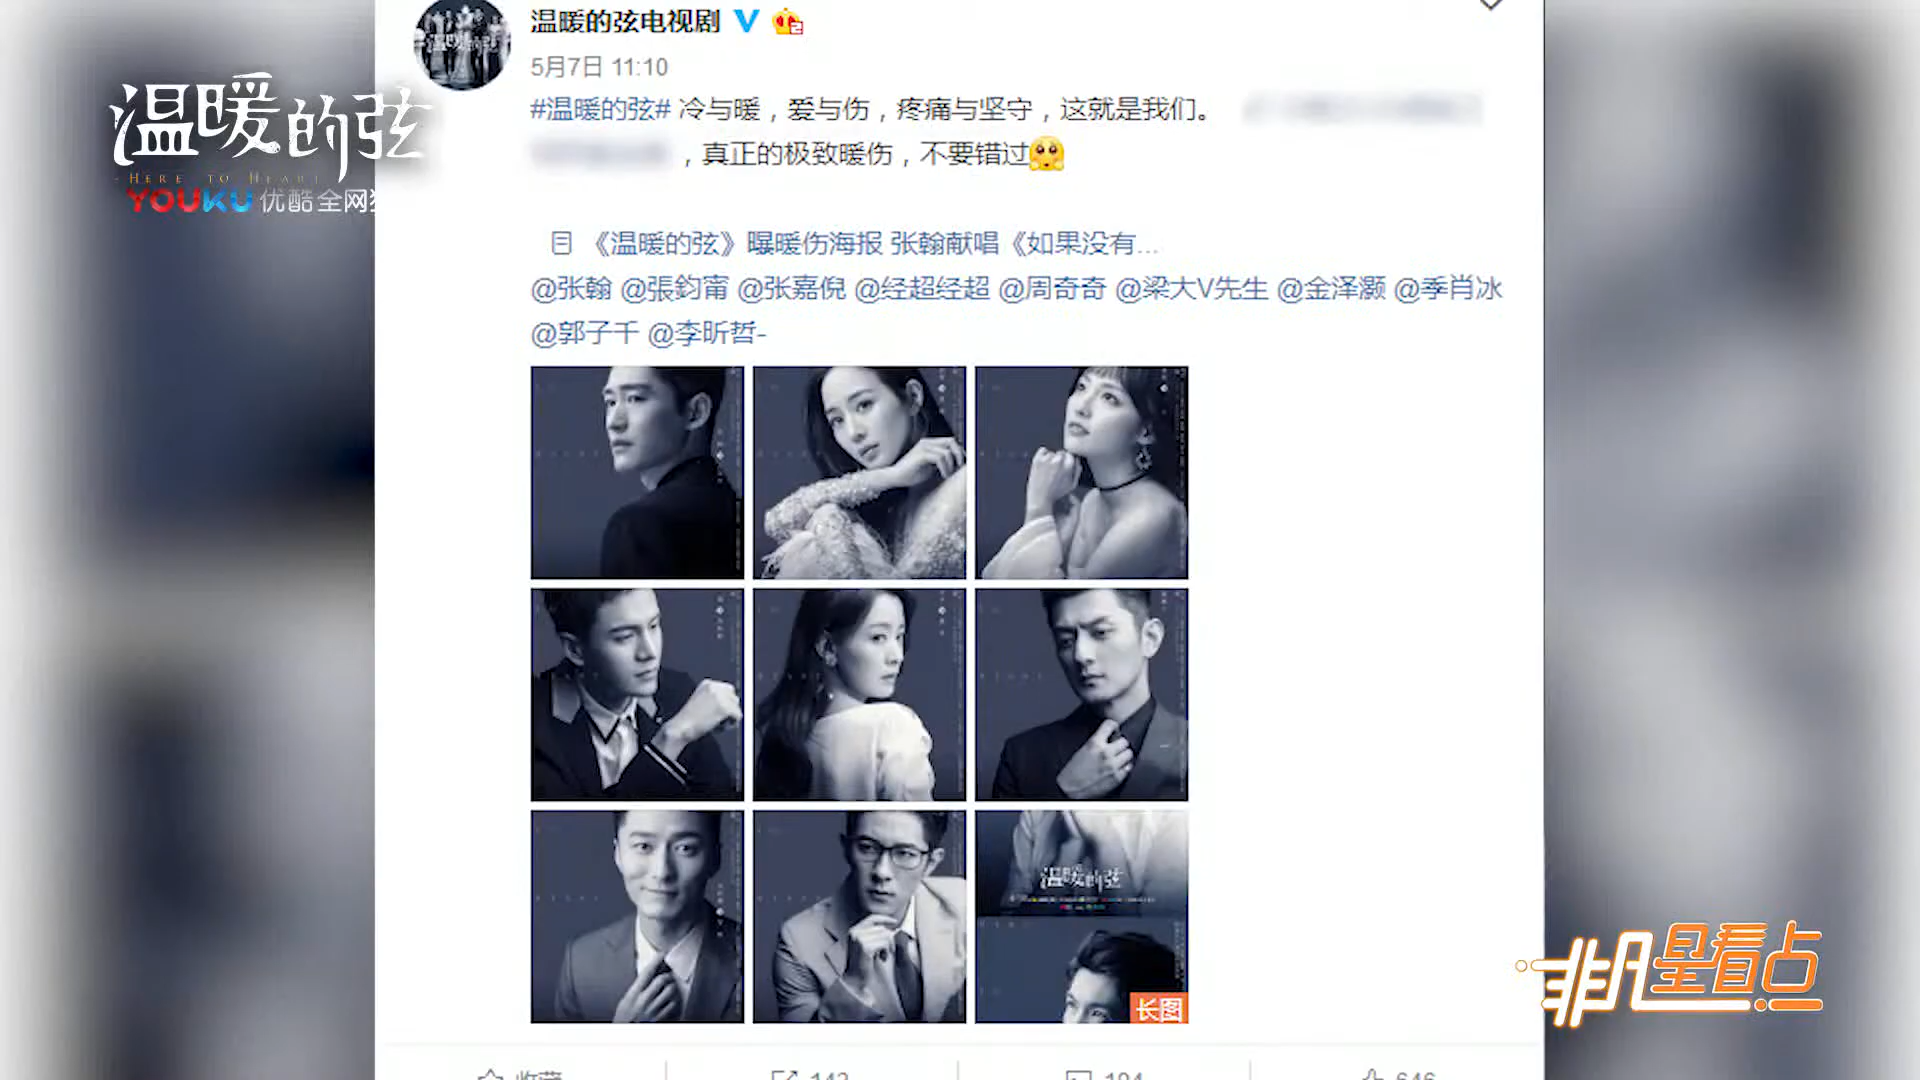 温暖的弦电视剧
5月7日 11:10
#温暖的弦# 冷与暖，爱与伤，疼痛与坚守，这就是我们。
，真正的极致暖伤，不要错过
《温暖的弦》曝暖伤海报 张翰献唱《如果没有...
@张翰 @張鈞甯 @张嘉倪 @经超经超 @周奇奇 @梁大V先生 @金泽灏 @季肖冰
@郭子千 @李昕哲-
温暖的弦
HERE TO HEART
YOUKU 优酷全网
温暖的弦
长图
非凡星看点
收藏
143
194
646